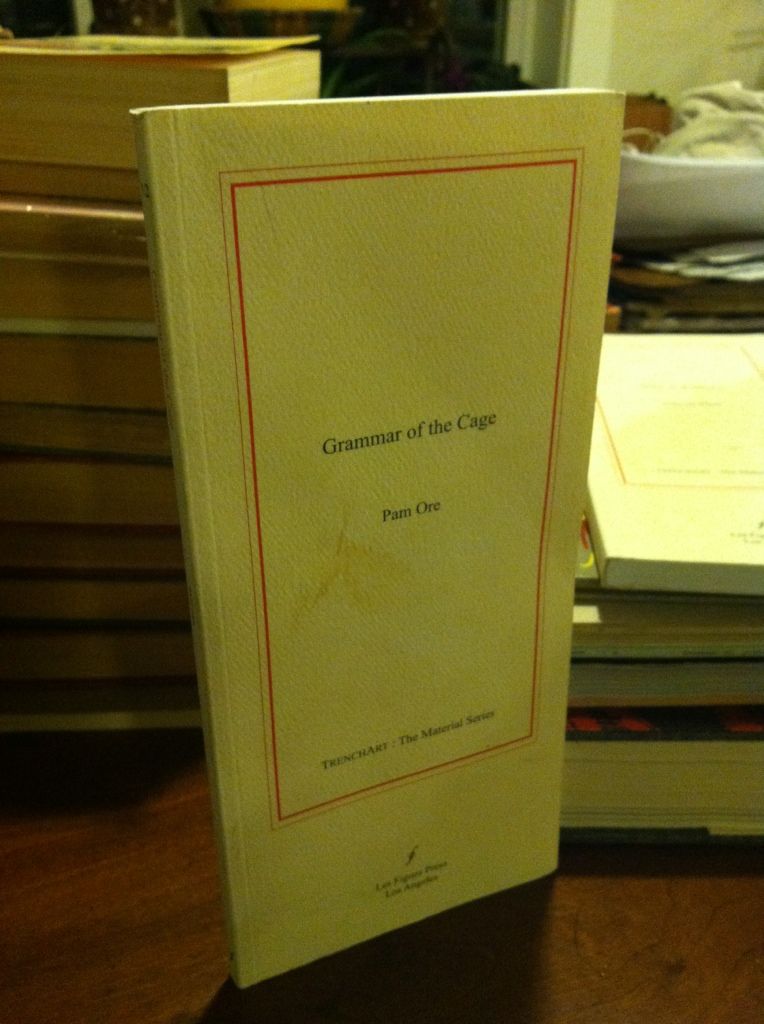 Grammar of the Cage
Pam Ore
TRENCHART : The Material Series
Les Figues Press
Los Angeles